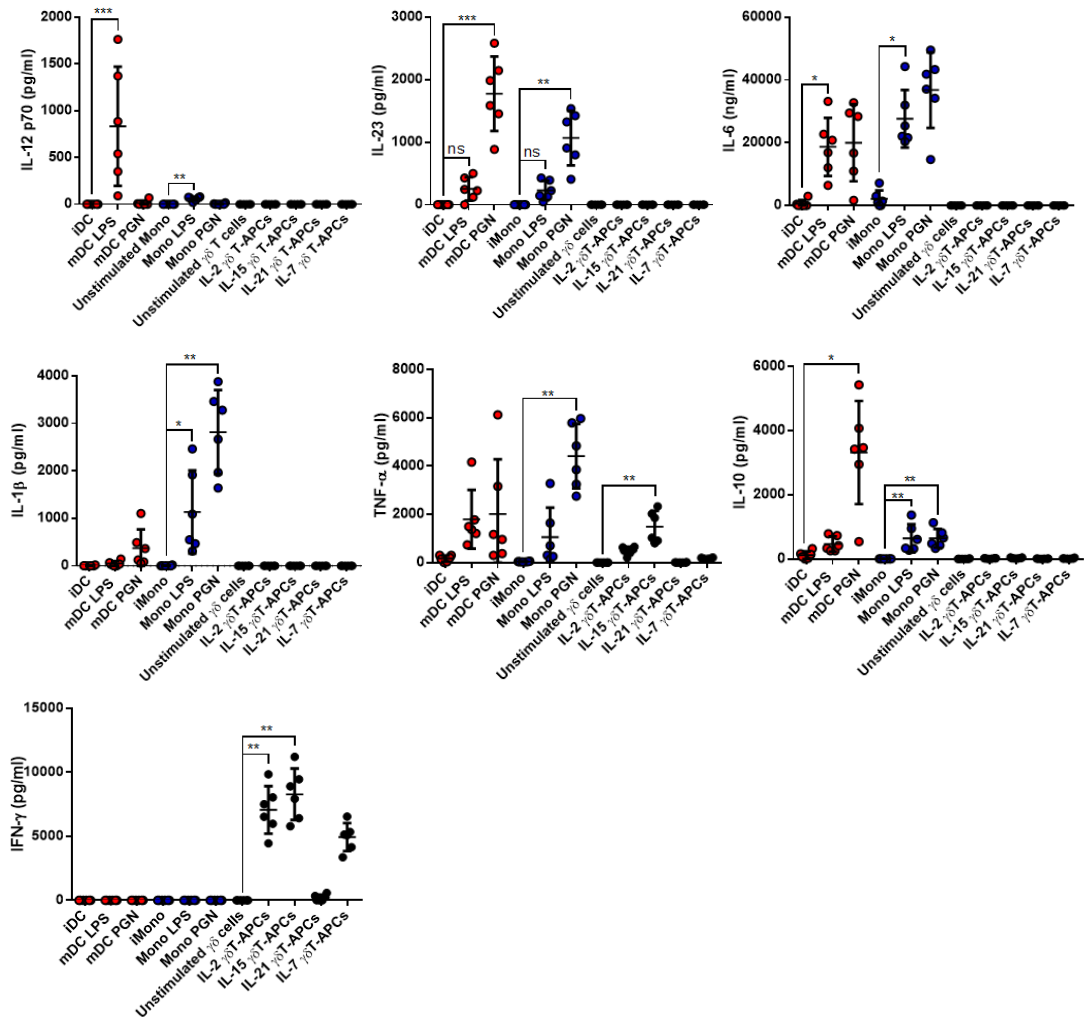 ***
**
IL-12 p70 (pg/ml)
2000
1500
1000
500
0
iDC
mDC LPS
mDC PGN
Unstimulated Mono
Mono LPS
Mono PGN
Unstimulated γδ T cells
IL-2 γδ T-APCs
IL-15 γδ T-APCs
IL-21 γδ T-APCs
IL-7 γδT-APCs
***
**
ns
ns
IL-23 (pg/ml)
3000
2000
1000
0
iDC
mDC LPS
mDC PGN
iMono
Mono LPS
Mono PGN
Unstimulated γδ cells
IL-2 γδT-APCs
IL-15 γδT-APCs
IL-21 γδT-APCs
IL-7 γδT-APCs
*
*
IL-6 (ng/ml)
60000
40000
20000
0
iDC
mDC LPS
mDC PGN
iMono
Mono LPS
Mono PGN
Unstimulated γδ cells
IL-2 γδT-APCs
IL-15 γδT-APCs
IL-21 γδT-APCs
IL-7 γδT-APCs
**
*
IL-1β (pg/ml)
4000
3000
2000
1000
0
iDC
mDC LPS
mDC PGN
iMono
Mono LPS
Mono PGN
Unstimulated γδ cells
IL-2 γδT-APCs
IL-15 γδT-APCs
IL-21 γδT-APCs
IL-7 γδT-APCs
**
**
TNF-α (pg/ml)
8000
6000
4000
2000
0
iDC
mDC LPS
mDC PGN
iMono
Mono LPS
Mono PGN
Unstimulated γδ cells
IL-2 γδT-APCs
IL-15 γδT-APCs
IL-21 γδT-APCs
IL-7 γδT-APCs
*
**
**
IL-10 (pg/ml)
6000
4000
2000
0
iDC
mDC LPS
mDC PGN
iMono
Mono LPS
Mono PGN
Unstimulated γδ cells
IL-2 γδT-APCs
IL-15 γδT-APCs
IL-21 γδT-APCs
IL-7 γδT-APCs
**
**
IFN-γ (pg/ml)
15000
10000
5000
0
iDC
mDC LPS
mDC PGN
iMono
Mono LPS
Mono PGN
Unstimulated γδ cells
IL-2 γδT-APCs
IL-15 γδT-APCs
IL-21 γδT-APCs
IL-7 γδT-APCs